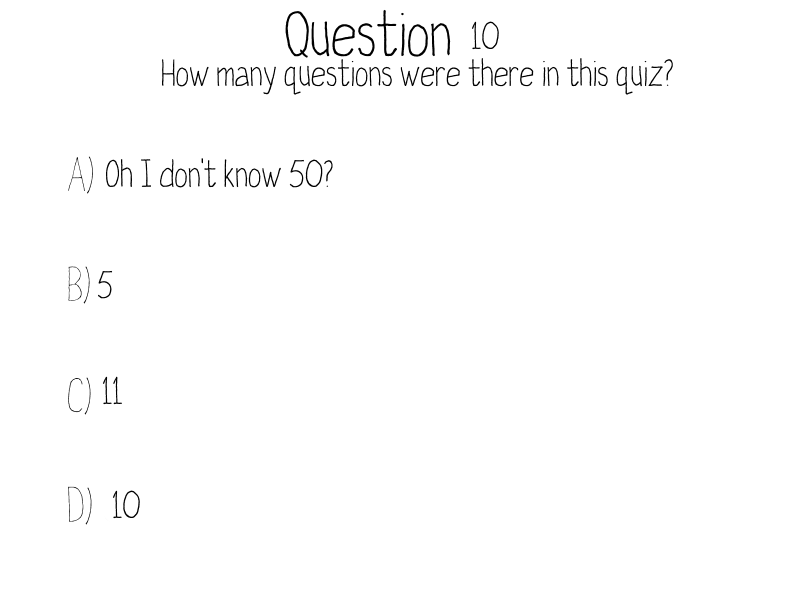 Question 10
How many questions were there in this quiz?
A) Oh I don't know 50?
B) 5
C) 11
D) 10